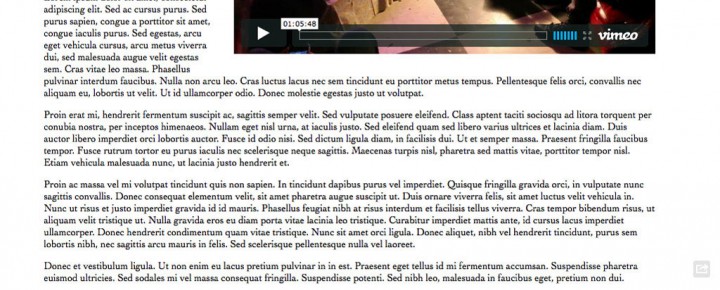 adipiscing elit. Sed ac cursus purus. Sed
purus sapien, congue a porttitor sit amet,
congue iaculis purus. Sed egestas, arcu
eget vehicula cursus, arcu metus viverra
dui, sed malesuada augue velit egestas
sem. Cras vitae leo massa. Phasellus
01:05:48
vimeo
pulvinar interdum faucibus. Nulla non arcu leo. Cras luctus lacus nec sem tincidunt eu porttitor metus tempus. Pellentesque felis orci, convallis nec
aliquam eu, lobortis ut velit. Ut id ullamcorper odio. Donec molestie egestas justo ut volutpat.
Proin erat mi, hendrerit fermentum suscipit ac, sagittis semper velit. Sed vulputate posuere eleifend. Class aptent taciti sociosqu ad litora torquent per
conubia nostra, per inceptos himenaeos. Nullam eget nisl urna, at iaculis justo. Sed eleifend quam sed libero varius ultrices et lacinia diam. Duis
auctor libero imperdiet orci lobortis auctor. Fusce id odio nisi. Sed dictum ligula diam, in facilisis dui. Ut et semper massa. Praesent fringilla faucibus
tempor. Fusce rutrum tortor eu purus iaculis nec scelerisque neque sagittis. Maecenas turpis nisl, pharetra sed mattis vitae, porttitor tempor nisl.
Etiam vehicula malesuada nunc, ut lacinia justo hendrerit et.
Proin ac massa vel mi volutpat tincidunt quis non sapien. In tincidunt dapibus purus vel imperdiet. Quisque fringilla gravida orci, in vulputate nunc
sagittis convallis. Donec consequat elementum velit, sit amet pharetra augue suscipit ut. Duis ornare viverra felis, sit amet luctus velit vehicula in.
Nunc ut risus et justo imperdiet gravida id id mauris. Phasellus feugiat nibh at risus interdum et facilisis tellus viverra. Cras tempor bibendum risus, ut
aliquam velit tristique ut. Nulla gravida eros eu diam porta vitae lacinia leo tristique. Curabitur imperdiet mattis ante, id cursus lacus imperdiet
ullamcorper. Donec hendrerit condimentum quam vitae tristique. Nunc sit amet orci ligula. Donec aliquet, nibh vel hendrerit tincidunt, purus sem
lobortis nibh, nec sagittis arcu mauris in felis. Sed scelerisque pellentesque nulla vel laoreet.
Donec et vestibulum ligula. Ut non enim eu lacus pretium pulvinar in in est. Praesent eget tellus id mi fermentum accumsan. Suspendisse pharetra
euismod ultricies. Sed sodales mi vel massa consequat fringilla. Suspendisse potenti. Sed nibh leo, malesuada in faucibus eget, pretium non dui.